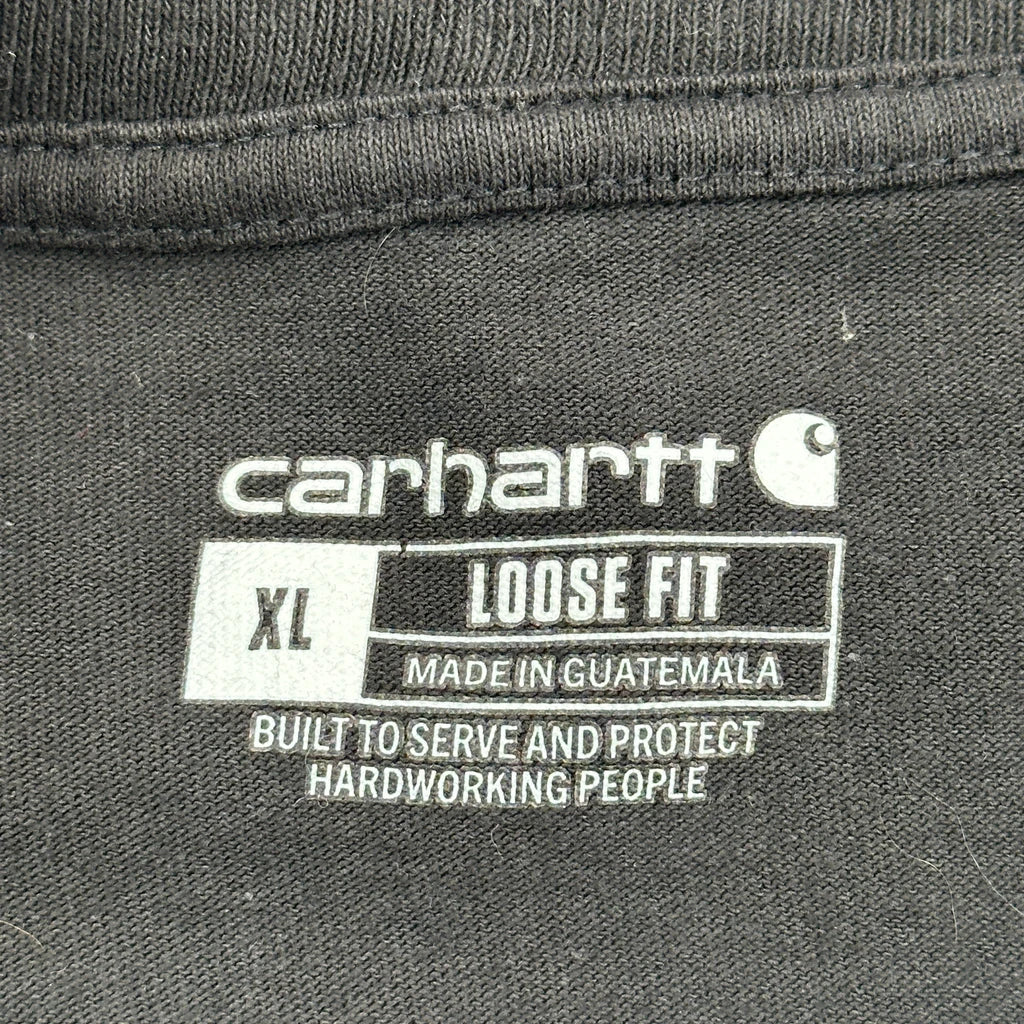 carhartt
XL
LOOSE FIT
MADE IN GUATEMALA
BUILT TO SERVE AND PROTECT
HARDWORKING PEOPLE